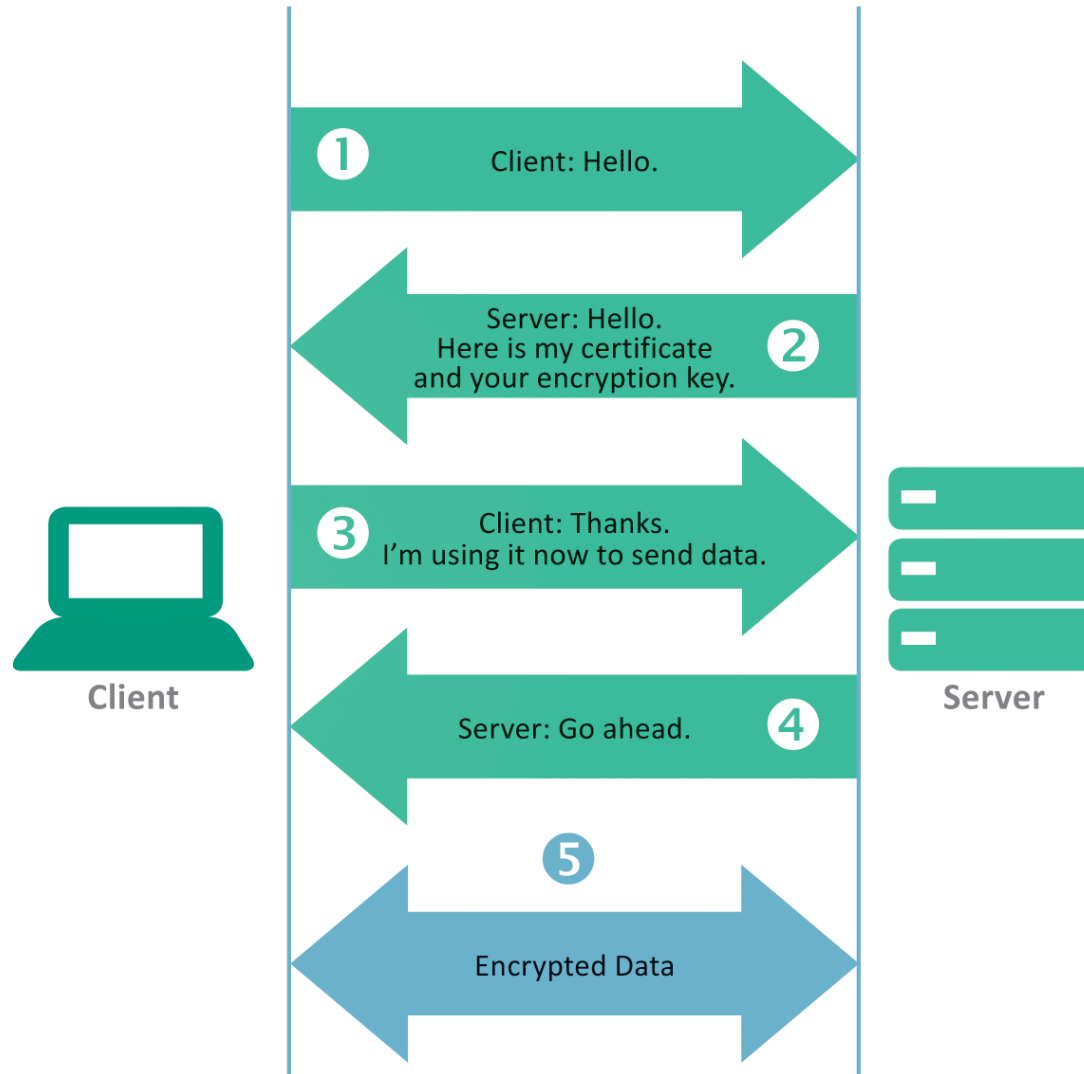 1
Client: Hello.
Server: Hello.
Here is my certificate
and your encryption key.
2
3
Client: Thanks.
I’m using it now to send data.
Client
Server
Server: Go ahead.
4
5
Encrypted Data